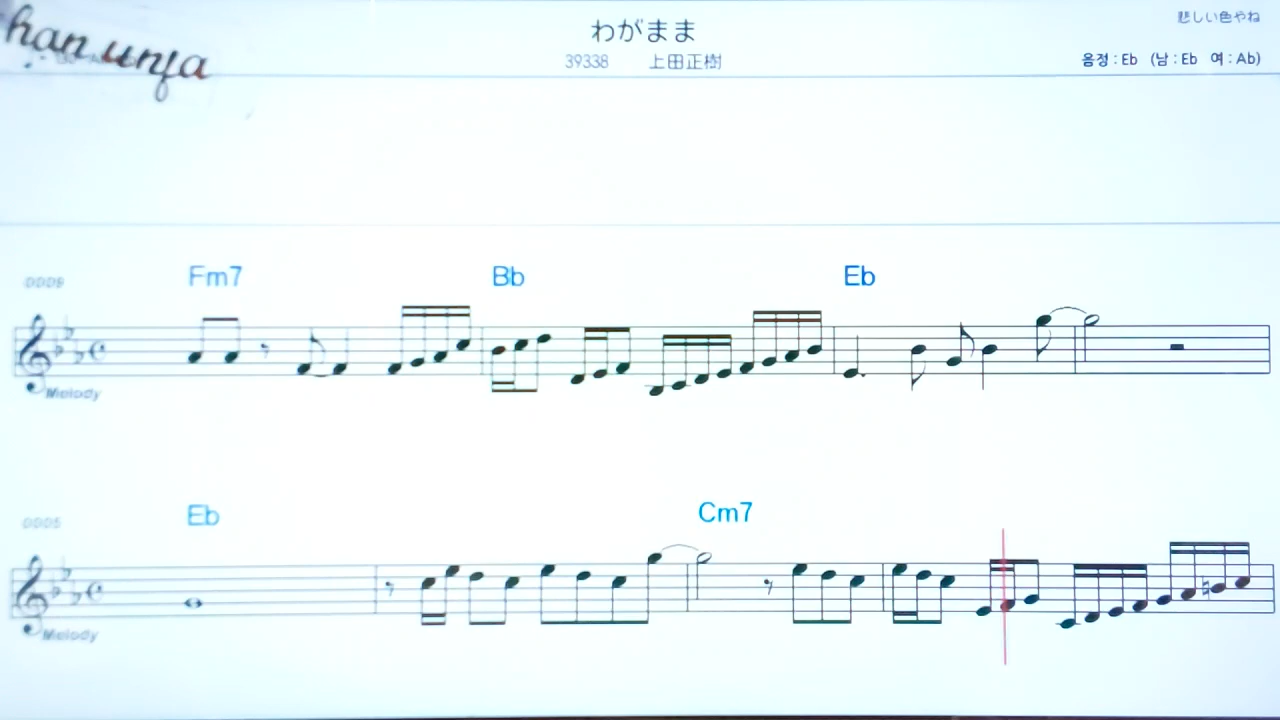 han unja
わがまま
悲しい色やね
39338 上田正樹
음정 : Eb (남 : Eb 여 : Ab)
Fm7 Bb Eb
Melody
Eb Cm7
0005
Melody